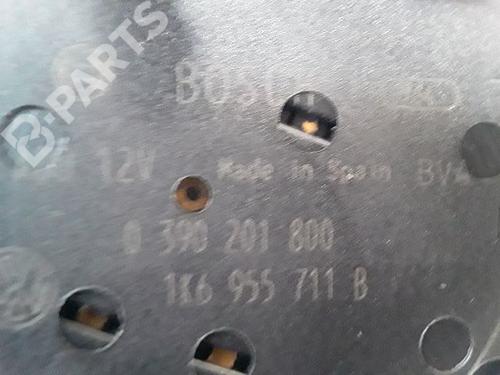 B-PARTS
BOSCH
12V Made in Spain
0 390 201 800
1K6 955 711 B